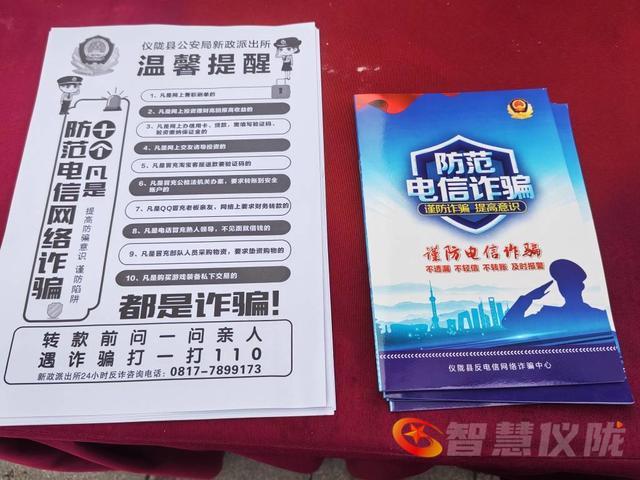 仪陇县公安局新政派出所
温馨提醒
十个凡是
防范电信网络诈骗
提高防骗意识 谨防陷阱
1、凡是网上兼职刷单的
2、凡是网上投资理财高回报高收益的
3、凡是网上办信用卡、贷款,需填写验证码、
验资缴纳保证金的
4、凡是网上交友诱导投资的
5、凡是冒充淘宝客服退款要验证码的
6、凡是冒充公检法机关办案,要求转账到安全
账户的
7、凡是QQ冒充老板亲友,网络上要求财务转款的
8、凡是电话冒充熟人领导,不见面就借钱的
9、凡是冒充部队人员采购物资,要求垫资购物的
10、凡是购买游戏装备私下交易的
都是诈骗!
转款前问一问亲人
遇诈骗打一打110
新政派出所24小时反诈咨询电话:0817-7899173
防范
电信诈骗
谨防诈骗 提高意识
谨防电信诈骗
不透漏 不轻信 不转账 及时报警
仪陇县反电信网络诈骗中心
智慧仪陇